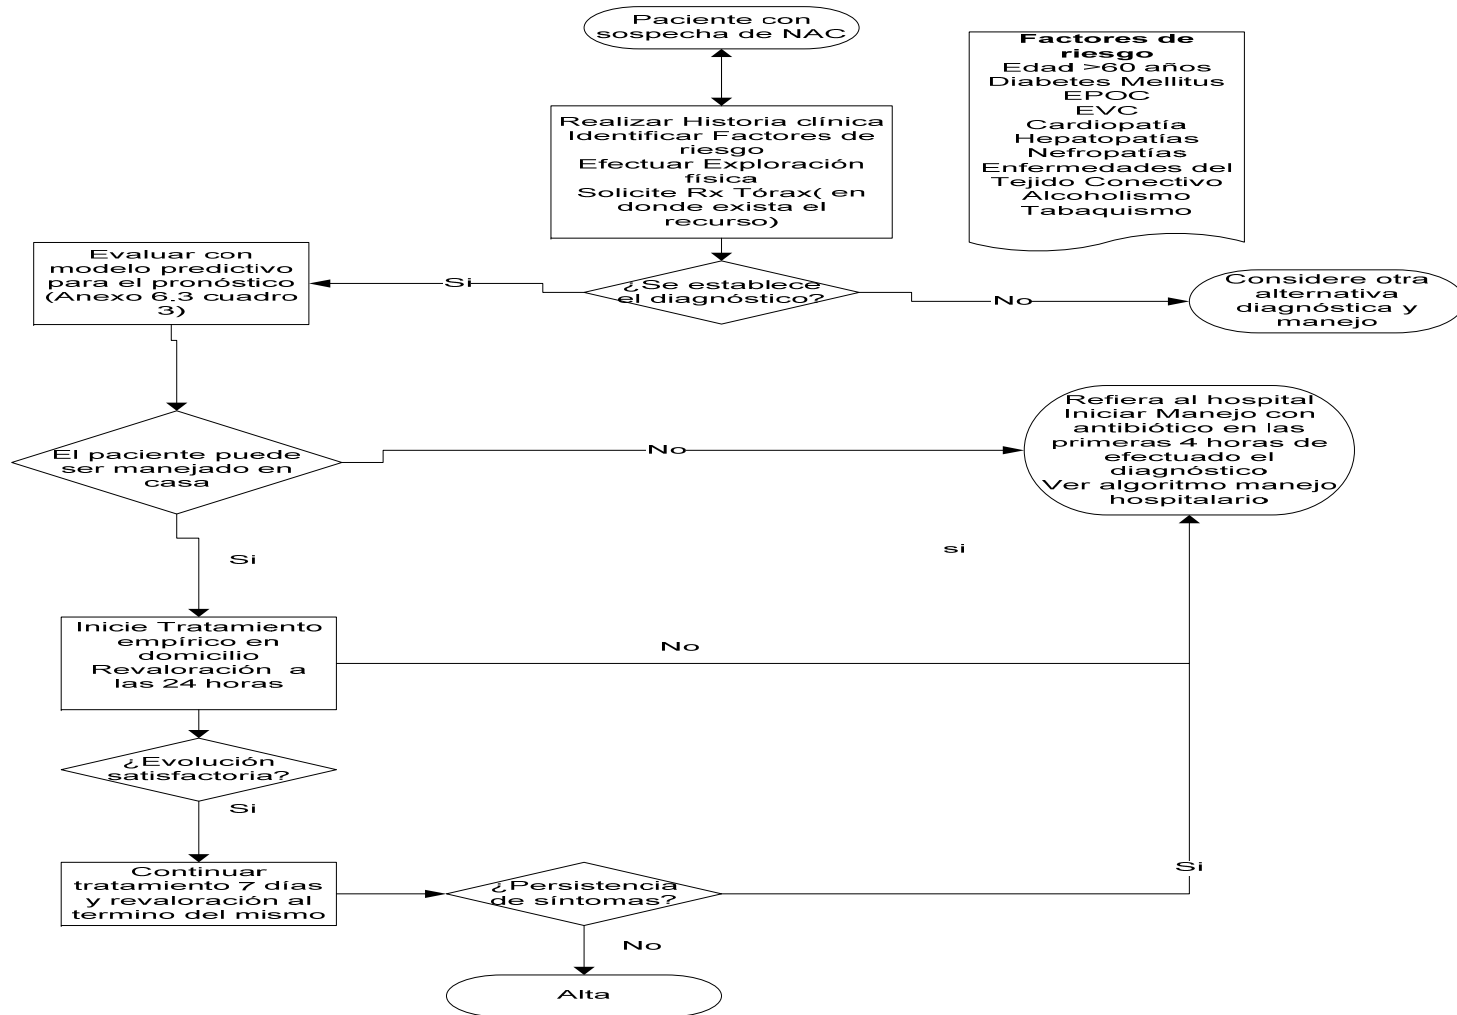 Paciente con
sospecha de NAC
Factores de
riesgo
Edad >60 años
Diabetes Mellitus
EPOC
EVC
Cardiopatía
Hepatopatías
Nefropatías
Enfermedades del
Tejido Conectivo
Alcoholismo
Tabaquismo
Realizar Historia clínica
Identificar Factores de
riesgo
Efectuar Exploración
física
Solicite Rx Tórax( en
donde exista el
recurso)
Evaluar con
modelo predictivo
para el pronóstico
(Anexo 6.3 cuadro
3)
Si
¿Se establece
el diagnóstico?
No
Considere otra
alternativa
diagnóstica y
manejo
El paciente puede
ser manejado en
casa
No
Refiera al hospital
Iniciar Manejo con
antibiótico en las
primeras 4 horas de
efectuado el
diagnóstico
Ver algoritmo manejo
hospitalario
Si
si
Inicie Tratamiento
empírico en
domicilio
Revaloración a
las 24 horas
No
¿Evolución
satisfactoria?
Si
Continuar
tratamiento 7 días
y revaloración al
termino del mismo
¿Persistencia
de síntomas?
Si
No
Alta